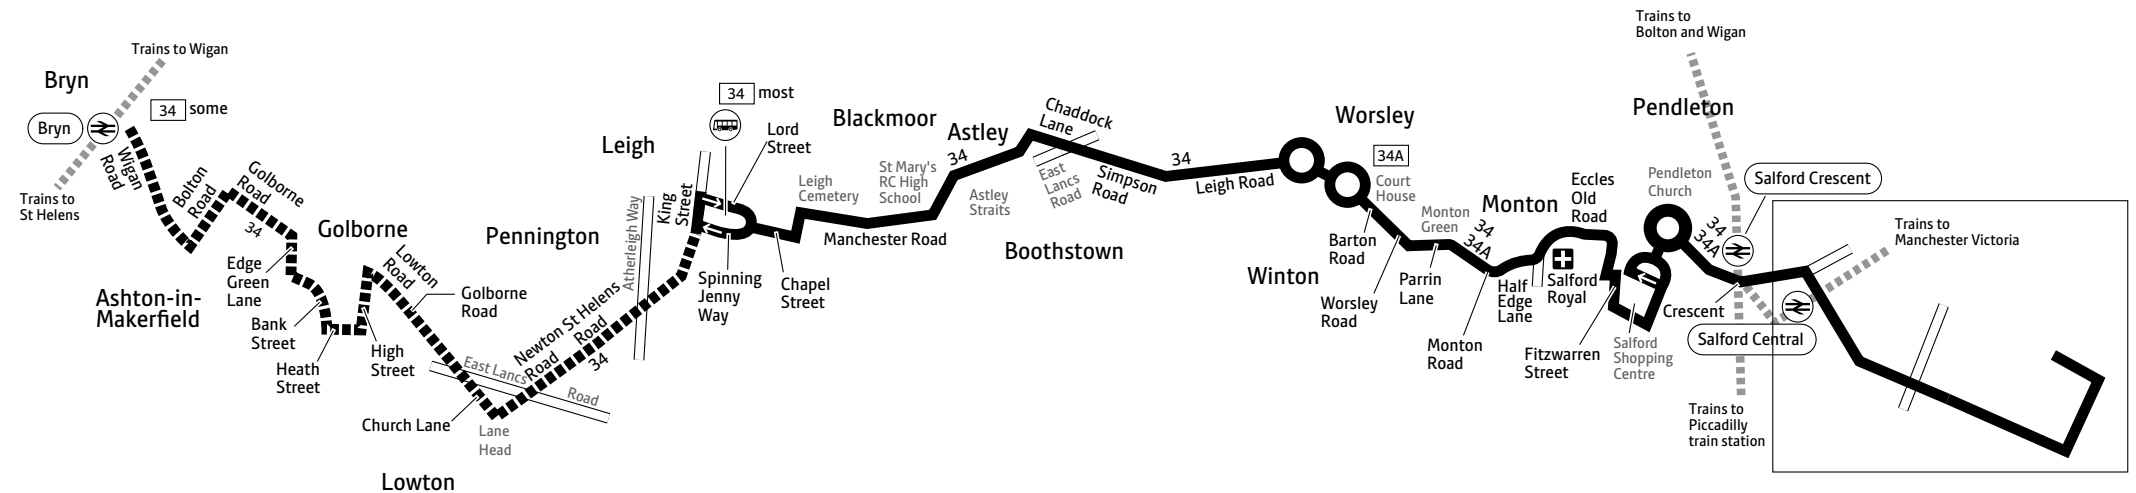 Trains to Wigan
Bryn
Bryn
34 some
Wigan
Road
Trains to
St Helens
Bolton
Road
Golborne
Road
34
Ashton-in-
Makerfield
Edge
Green
Lane
Bank
Street
Heath
Street
High
Street
Golborne
Lowton
Road
Golborne
Road
East Lancs
Road
Church Lane
Lane
Head
Lowton
Newton St Helens
Road
Road
34
Pennington
Atherleigh Way
Leigh
King
Street
34 most
Lord
Street
Spinning
Jenny
Way
Chapel
Street
Leigh
Cemetery
Manchester Road
Blackmoor
St Mary's
RC High
School
Astley
34
Astley
Straits
Chaddock
Lane
East
Lancs
Road
Simpson
Road
Boothstown
34
Leigh Road
Worsley
34A
Court
House
Barton
Road
Winton
Worsley
Road
Monton
Green
Parrin
Lane
34
34A
Monton
Monton
Road
Half
Edge
Lane
Eccles
Old
Road
Salford
Royal
Fitzwarren
Street
Salford
Shopping
Centre
Pendleton
Pendleton
Church
34
34A
Trains to
Bolton and Wigan
Salford Crescent
Crescent
Salford Central
Trains to
Manchester Victoria
Trains to
Piccadilly
train station